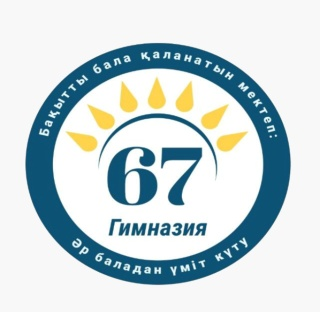 Бақытты бала қаланатын мектеп:
67
Гимназия
әр баладан үміт күту